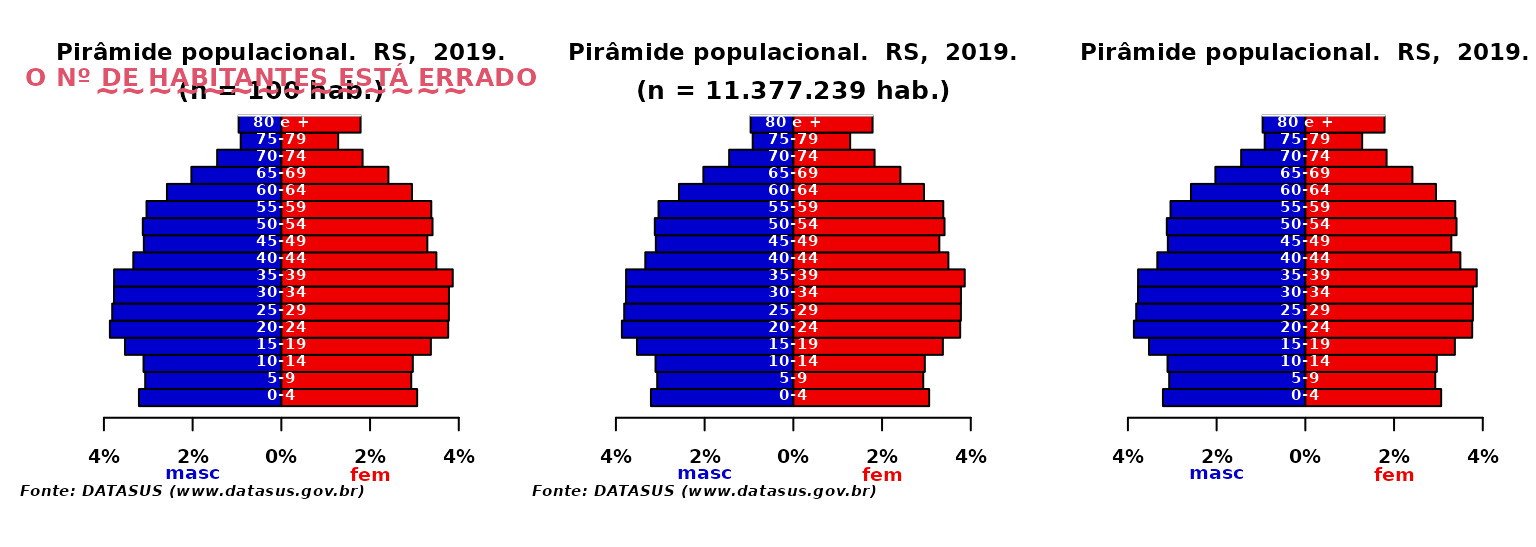 Pirâmide populacional.  RS,  2019.
O Nº DE HABITANTES ESTÁ ERRADO
(n = 100 hab.)
~~~~~~~~~~~~~~
80 e +
75-79
70-74
65-69
60-64
55-59
50-54
45-49
40-44
35-39
30-34
25-29
20-24
15-19
10-14
5-9
0-4
4% 2% 0% 2% 4%
masc fem
Fonte: DATASUS (www.datasus.gov.br)
Pirâmide populacional.  RS,  2019.
(n = 11.377.239 hab.)
80 e +
75-79
70-74
65-69
60-64
55-59
50-54
45-49
40-44
35-39
30-34
25-29
20-24
15-19
10-14
5-9
0-4
4% 2% 0% 2% 4%
masc fem
Fonte: DATASUS (www.datasus.gov.br)
Pirâmide populacional.  RS,  2019.
80 e +
75-79
70-74
65-69
60-64
55-59
50-54
45-49
40-44
35-39
30-34
25-29
20-24
15-19
10-14
5-9
0-4
4% 2% 0% 2% 4%
masc fem